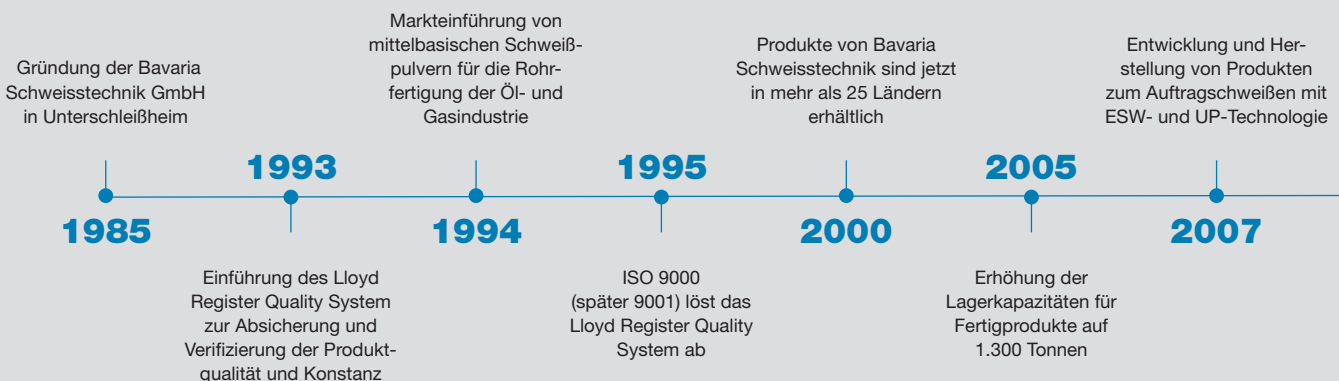 Gründung der Bavaria
Schweisstechnik GmbH
in Unterschleißheim
1985
1993
Einführung des Lloyd
Register Quality System
zur Absicherung und
Verifizierung der Produkt-
qualität und Konstanz
Markteinführung von
mittelbasischen Schweiß-
pulvern für die Rohr-
fertigung der Öl- und
Gasindustrie
1994
1995
ISO 9000
(später 9001) löst das
Lloyd Register Quality
System ab
Produkte von Bavaria
Schweisstechnik sind jetzt
in mehr als 25 Ländern
erhältlich
2000
2005
Erhöhung der
Lagerkapazitäten für
Fertigprodukte auf
1.300 Tonnen
Entwicklung und Her-
stellung von Produkten
zum Auftragschweißen mit
ESW- und UP-Technologie
2007